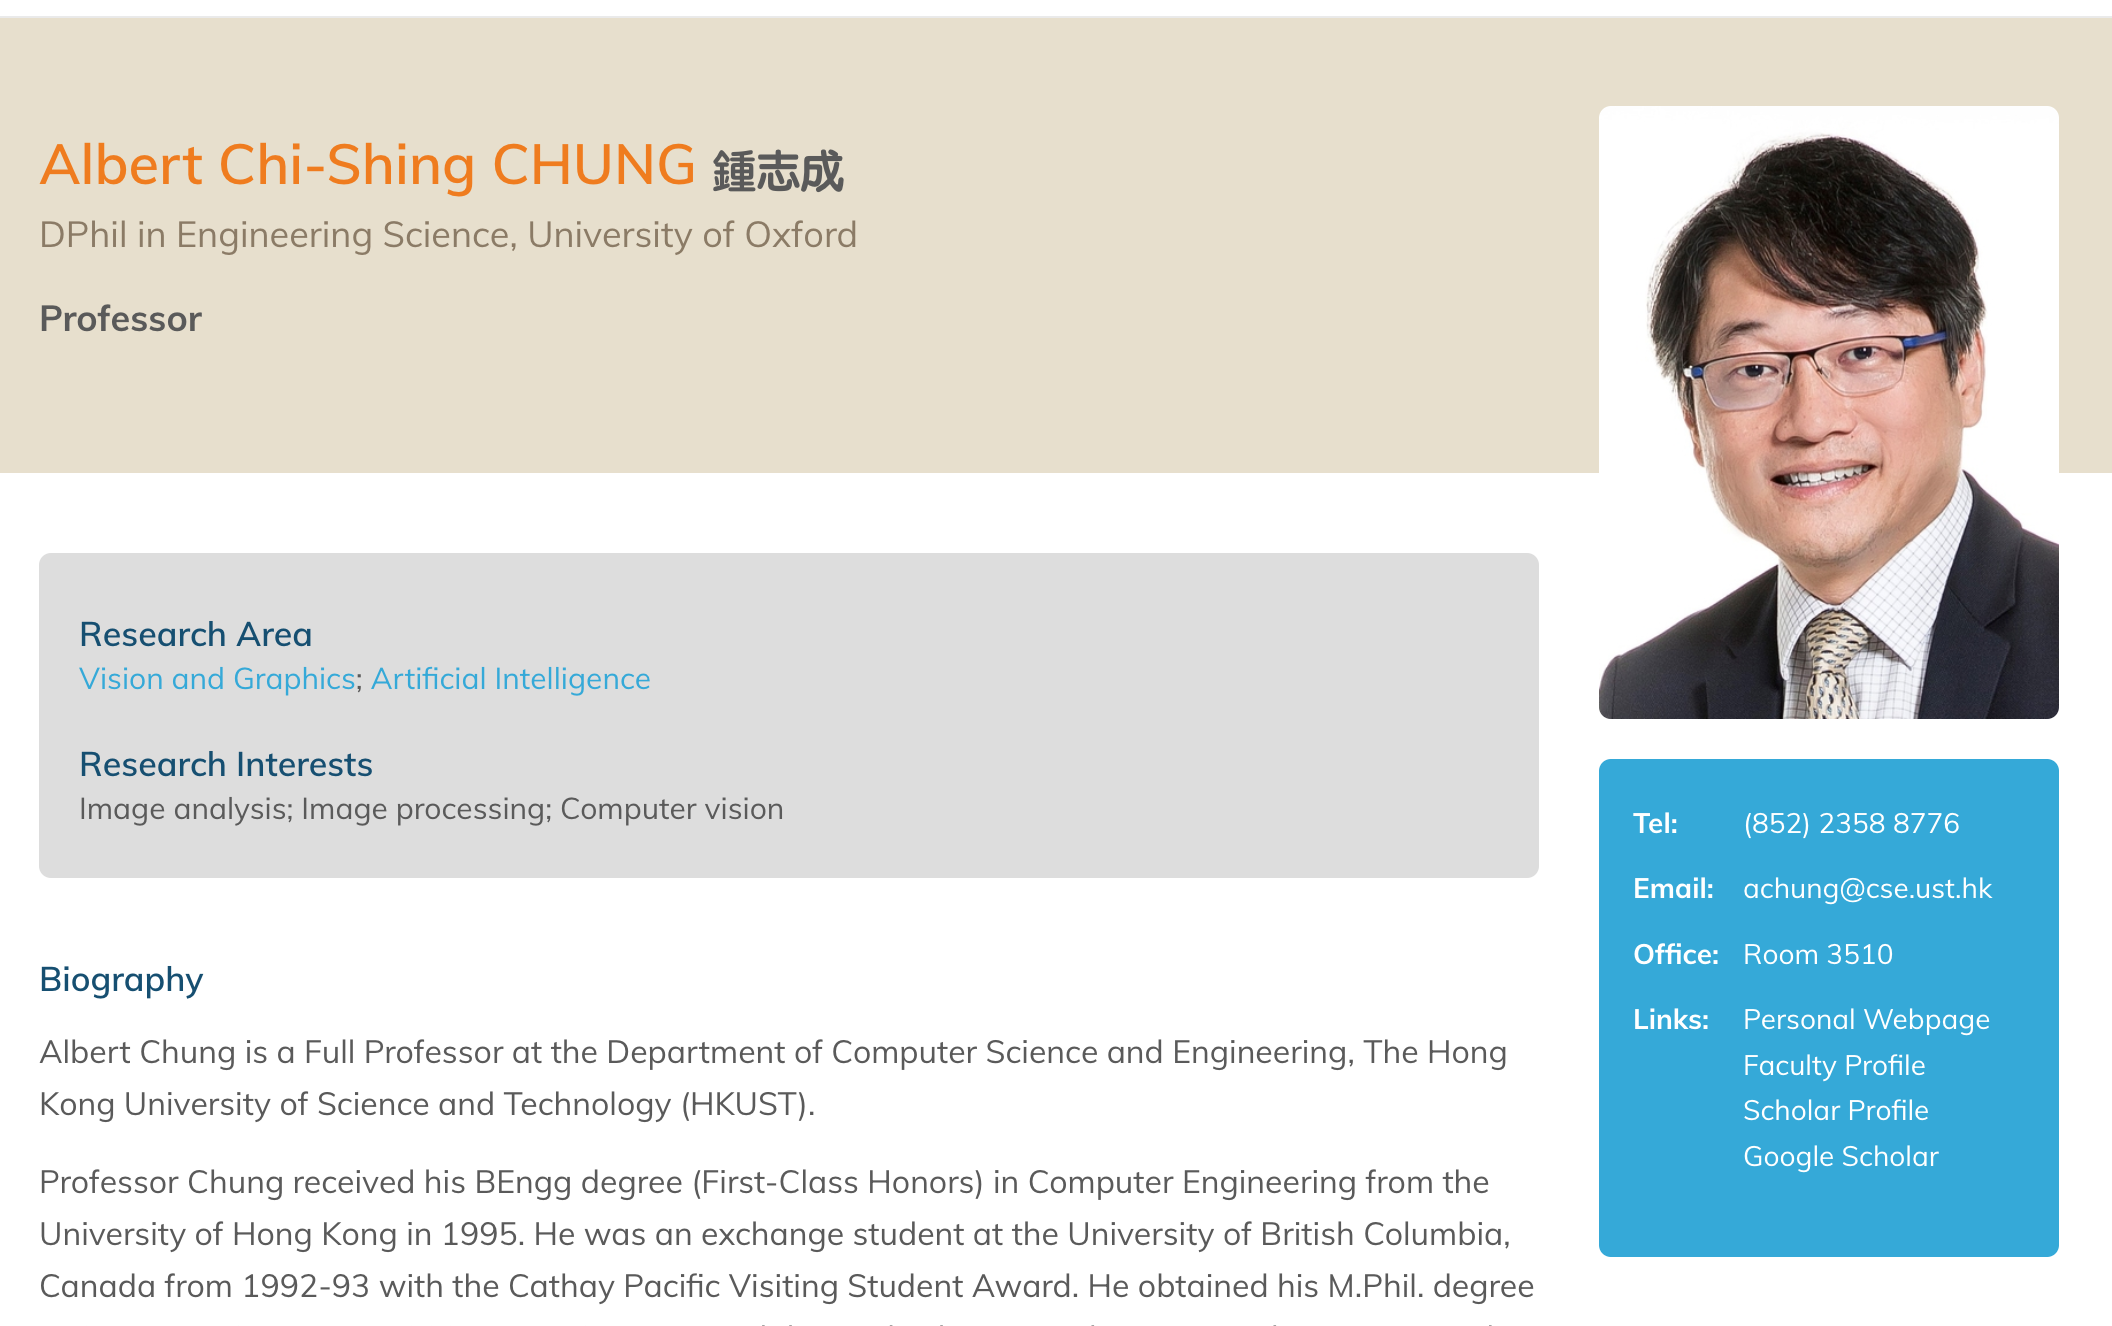 Albert Chi-Shing CHUNG 鍾志成
DPhil in Engineering Science, University of Oxford
Professor
Research Area
Vision and Graphics; Artificial Intelligence
Research Interests
Image analysis; Image processing; Computer vision
Biography
Albert Chung is a Full Professor at the Department of Computer Science and Engineering, The Hong
Kong University of Science and Technology (HKUST).
Professor Chung received his BEngg degree (First-Class Honors) in Computer Engineering from the
University of Hong Kong in 1995. He was an exchange student at the University of British Columbia,
Canada from 1992-93 with the Cathay Pacific Visiting Student Award. He obtained his M.Phil. degree
Tel: (852) 2358 8776
Email: achung@cse.ust.hk
Office: Room 3510
Links: Personal Webpage
Faculty Profile
Scholar Profile
Google Scholar